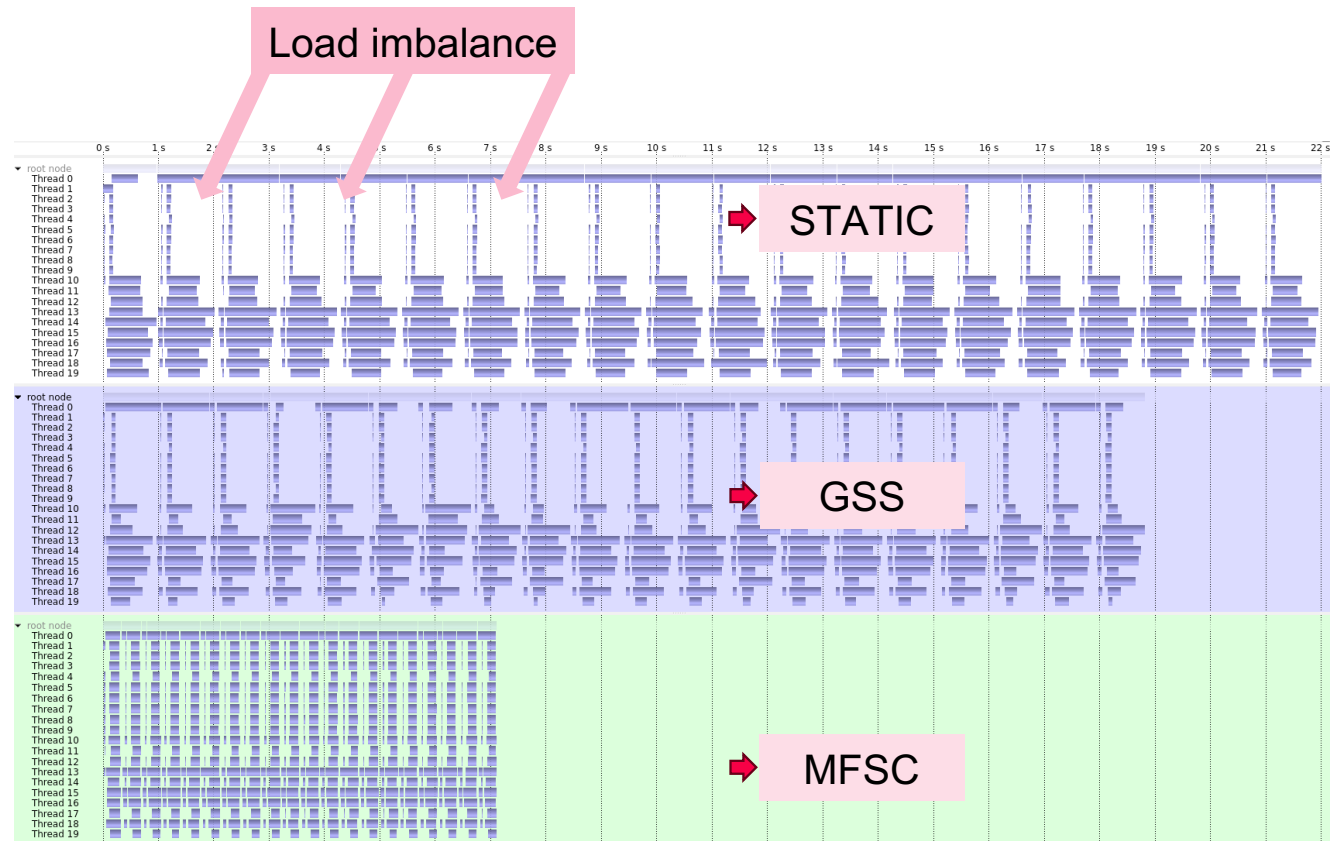 Load imbalance
0 s 1 s 2 s 3 s 4 s 5 s 6 s 7 s 8 s 9 s 10 s 11 s 12 s 13 s 14 s 15 s 16 s 17 s 18 s 19 s 20 s 21 s 22 s
root node
Thread 0
Thread 1
Thread 2
Thread 3
Thread 4
Thread 5
Thread 6
Thread 7
Thread 8
Thread 9
Thread 10
Thread 11
Thread 12
Thread 13
Thread 14
Thread 15
Thread 16
Thread 17
Thread 18
Thread 19
STATIC
root node
Thread 0
Thread 1
Thread 2
Thread 3
Thread 4
Thread 5
Thread 6
Thread 7
Thread 8
Thread 9
Thread 10
Thread 11
Thread 12
Thread 13
Thread 14
Thread 15
Thread 16
Thread 17
Thread 18
Thread 19
GSS
root node
Thread 0
Thread 1
Thread 2
Thread 3
Thread 4
Thread 5
Thread 6
Thread 7
Thread 8
Thread 9
Thread 10
Thread 11
Thread 12
Thread 13
Thread 14
Thread 15
Thread 16
Thread 17
Thread 18
Thread 19
MFSC